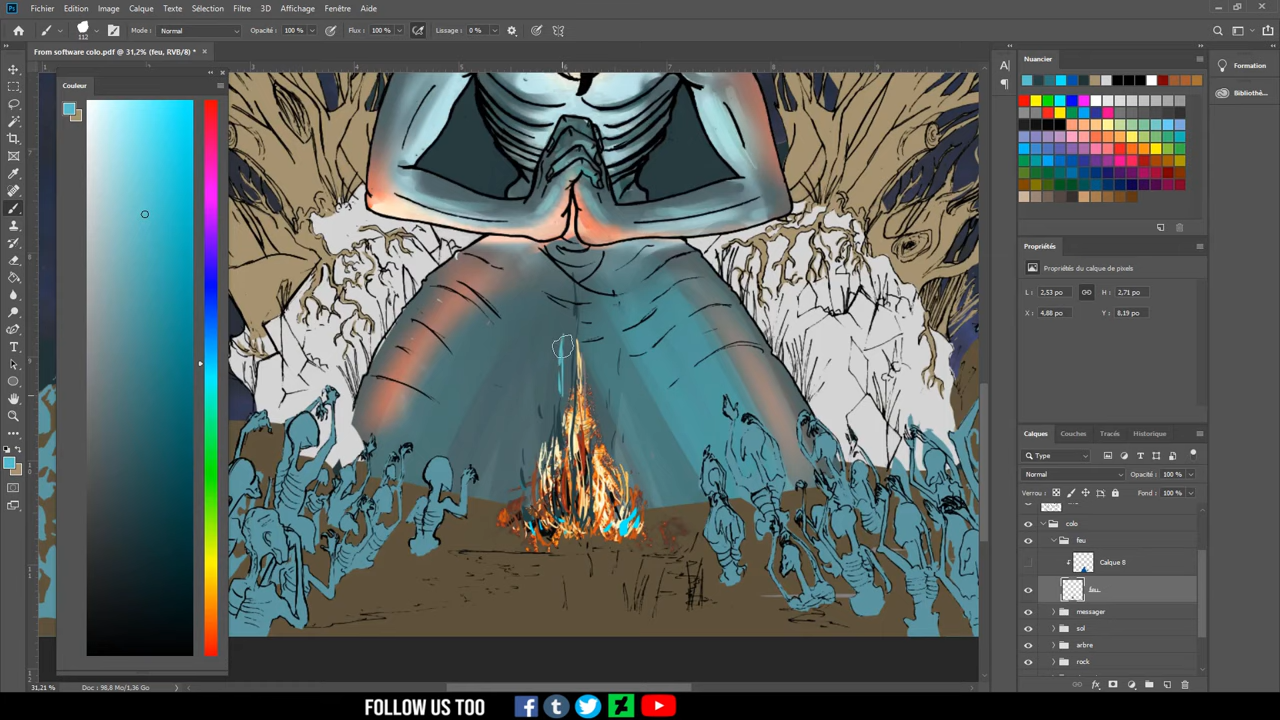 Fichier Edition Image Calque Texte Sélection Filtre 3D Affichage Fenêtre Aide
112 Mode : Normal Opacité : 100 % Flux : 100 % Lissage : 0 %
From software colo.pdf @ 31,2% (feu, RVB/8) *
Couleur
Nuancier
Formation
Bibliothè...
Propriétés
Propriétés du calque de pixels
L : 2,53 po H : 2,71 po
X : 4,88 po Y : 8,19 po
Calques Couches Tracés Historique
Type
Normal Opacité : 100 %
Verrou : Fond : 100 %
colo
feu
Calque 8
feu
messager
sol
arbre
rock
31,21 % Doc : 98,8 Mo/1,36 Go
FOLLOW US TOO